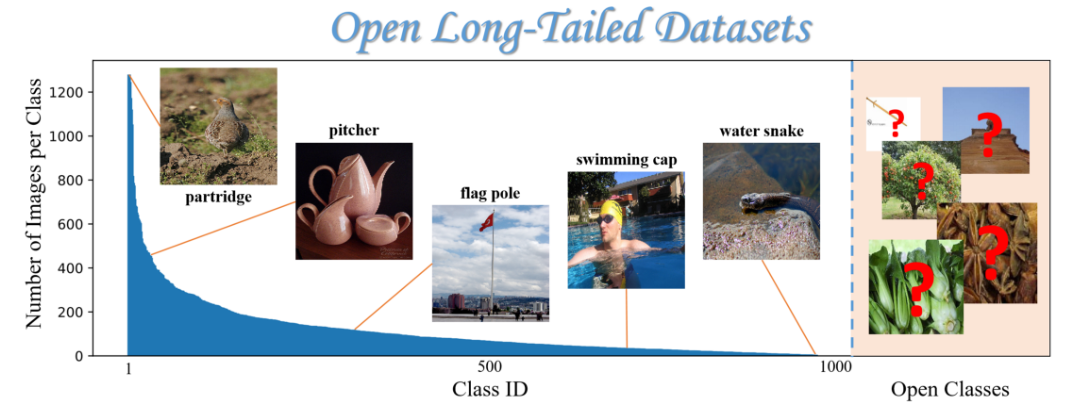 Open Long-Tailed Datasets
Number of Images per Class
1200
1000
800
600
400
200
0
partridge
pitcher
flag pole
swimming cap
water snake
?
?
?
?
?
1
500
1000
Class ID
Open Classes